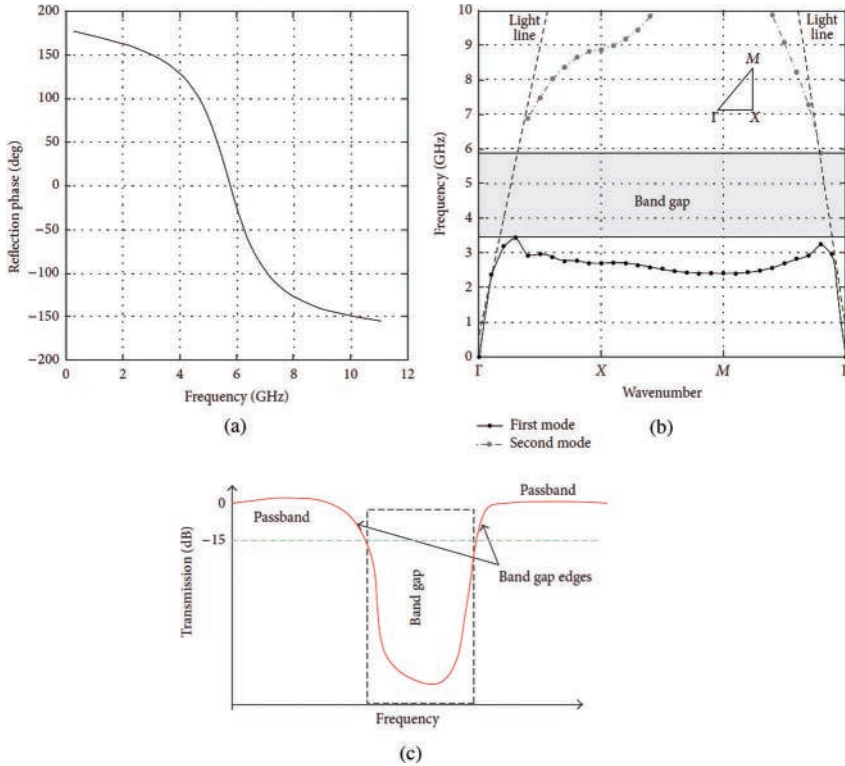 200
150
100
50
0
−50
−100
−150
−200
Reflection phase (deg)
0 2 4 6 8 10 12
Frequency (GHz)
(a)
10
9
8
7
6
5
4
3
2
1
0
Frequency (GHz)
Light
line
Light
line
M
Γ X
Band gap
Γ X M Γ
Wavenumber
First mode
Second mode
(b)
0
−15
Transmission (dB)
Passband
Passband
Band gap
Band gap edges
Frequency
(c)